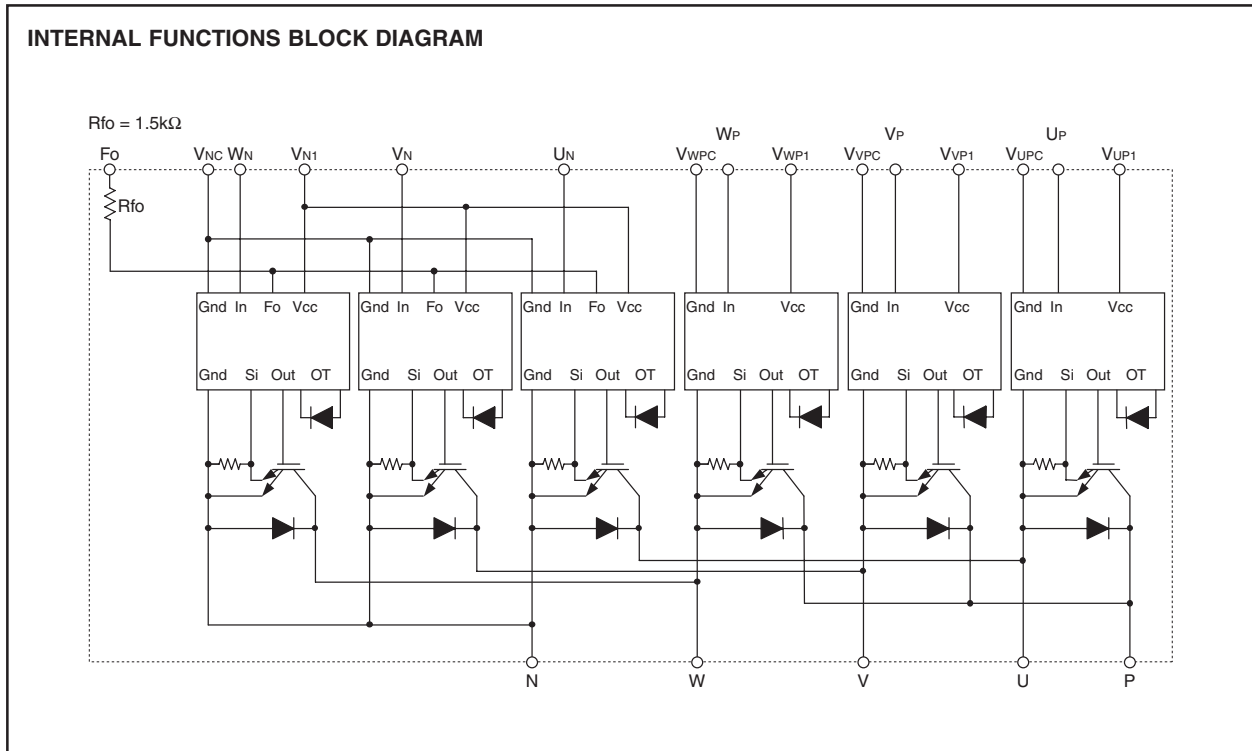 INTERNAL FUNCTIONS BLOCK DIAGRAM
Rfo = 1.5kΩ
WP VP UP
Fo VNC WN VN1 VN UN VWPC VWP1 VVPC VVP1 VUPC VUP1
Rfo
Gnd In Fo Vcc Gnd In Fo Vcc Gnd In Fo Vcc Gnd In Vcc Gnd In Vcc Gnd In Vcc
Gnd Si Out OT Gnd Si Out OT Gnd Si Out OT Gnd Si Out OT Gnd Si Out OT Gnd Si Out OT
N W V U P